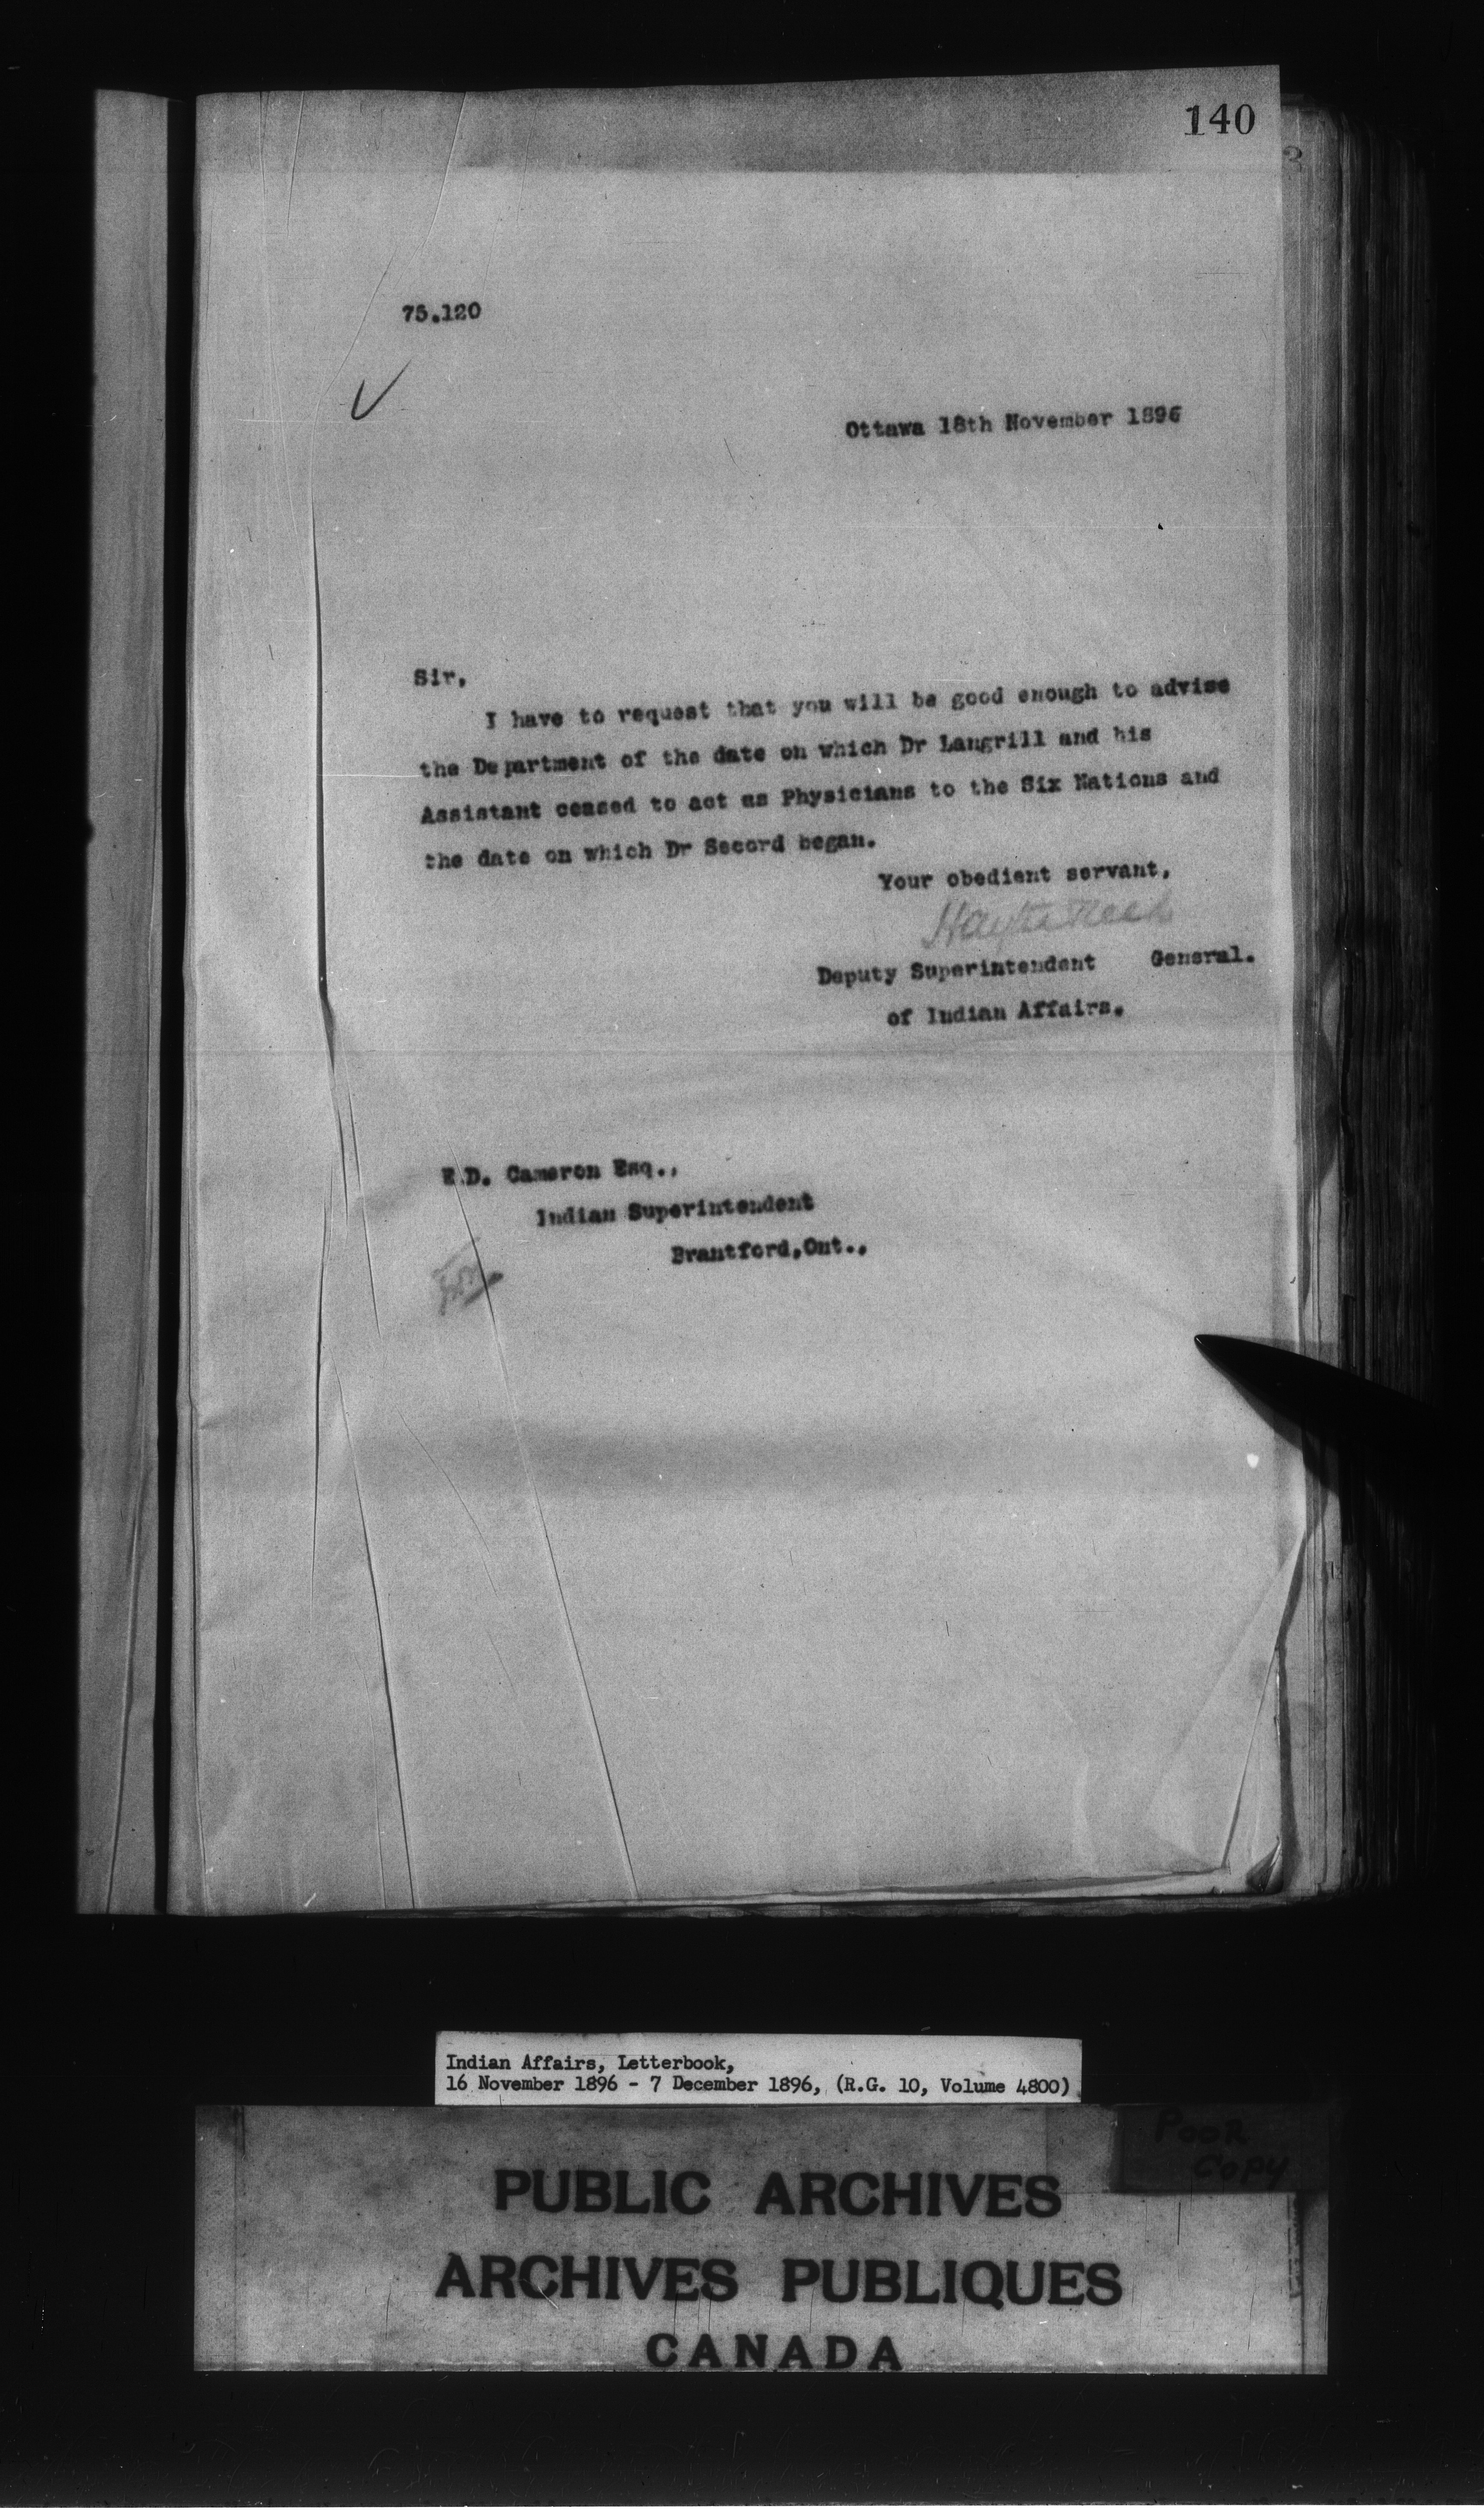 140
75.120
Ottawa 18th November 1896
Sir,
I have to request that you will be good enough to advise
the Department of the date on which Dr Langrill and his
Assistant ceased to act as Physicians to the Six Nations and
the date on which Dr Secord began.
Your obedient servant,
Hayter Reed
Deputy Superintendent General.
of Indian Affairs.
E.D. Cameron Esq.,
Indian Superintendent
Brantford,Ont.,
Indian Affairs, Letterbook,
16 November 1896 - 7 December 1896, (R.G. 10, Volume 4800)
POOR
COPY
PUBLIC ARCHIVES
ARCHIVES PUBLIQUES
CANADA